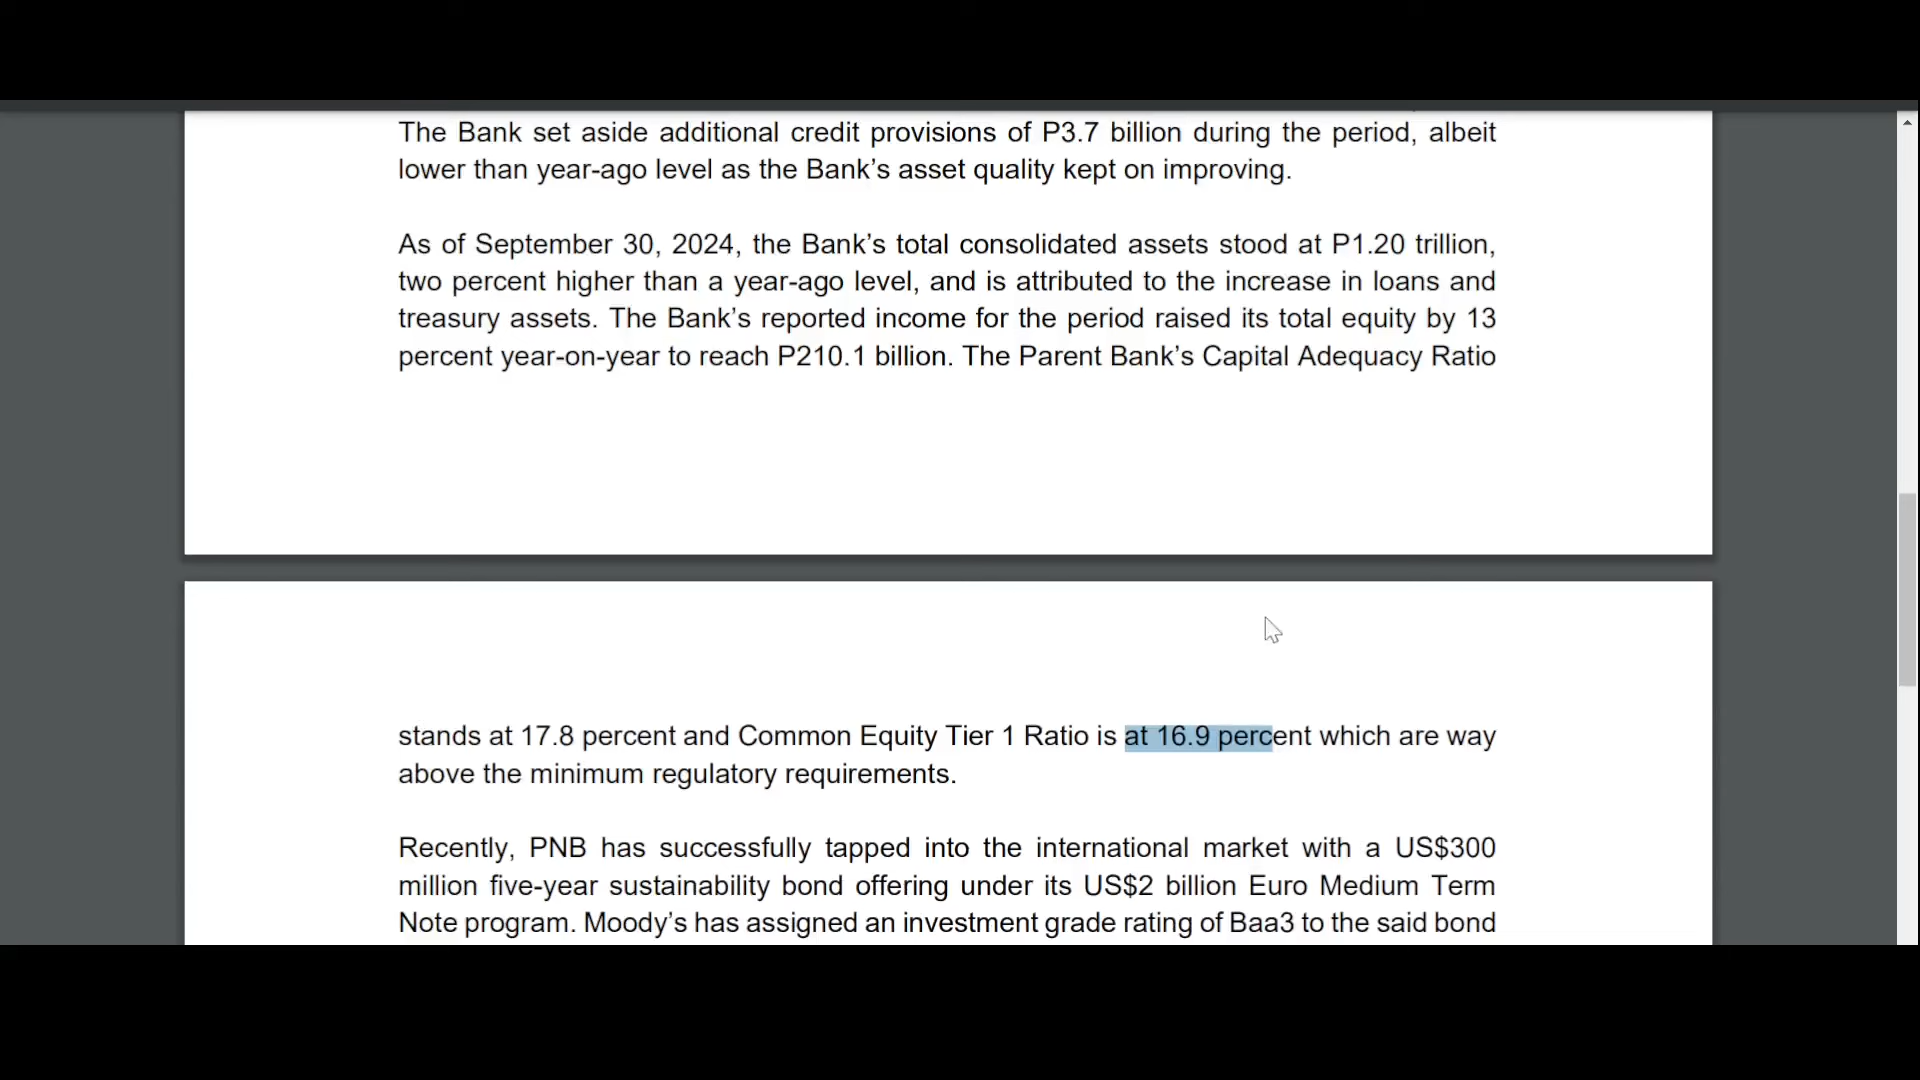 The Bank set aside additional credit provisions of P3.7 billion during the period, albeit
lower than year-ago level as the Bank’s asset quality kept on improving.
As of September 30, 2024, the Bank’s total consolidated assets stood at P1.20 trillion,
two percent higher than a year-ago level, and is attributed to the increase in loans and
treasury assets. The Bank’s reported income for the period raised its total equity by 13
percent year-on-year to reach P210.1 billion. The Parent Bank’s Capital Adequacy Ratio
stands at 17.8 percent and Common Equity Tier 1 Ratio is at 16.9 percent which are way
above the minimum regulatory requirements.
Recently, PNB has successfully tapped into the international market with a US$300
million five-year sustainability bond offering under its US$2 billion Euro Medium Term
Note program. Moody’s has assigned an investment grade rating of Baa3 to the said bond